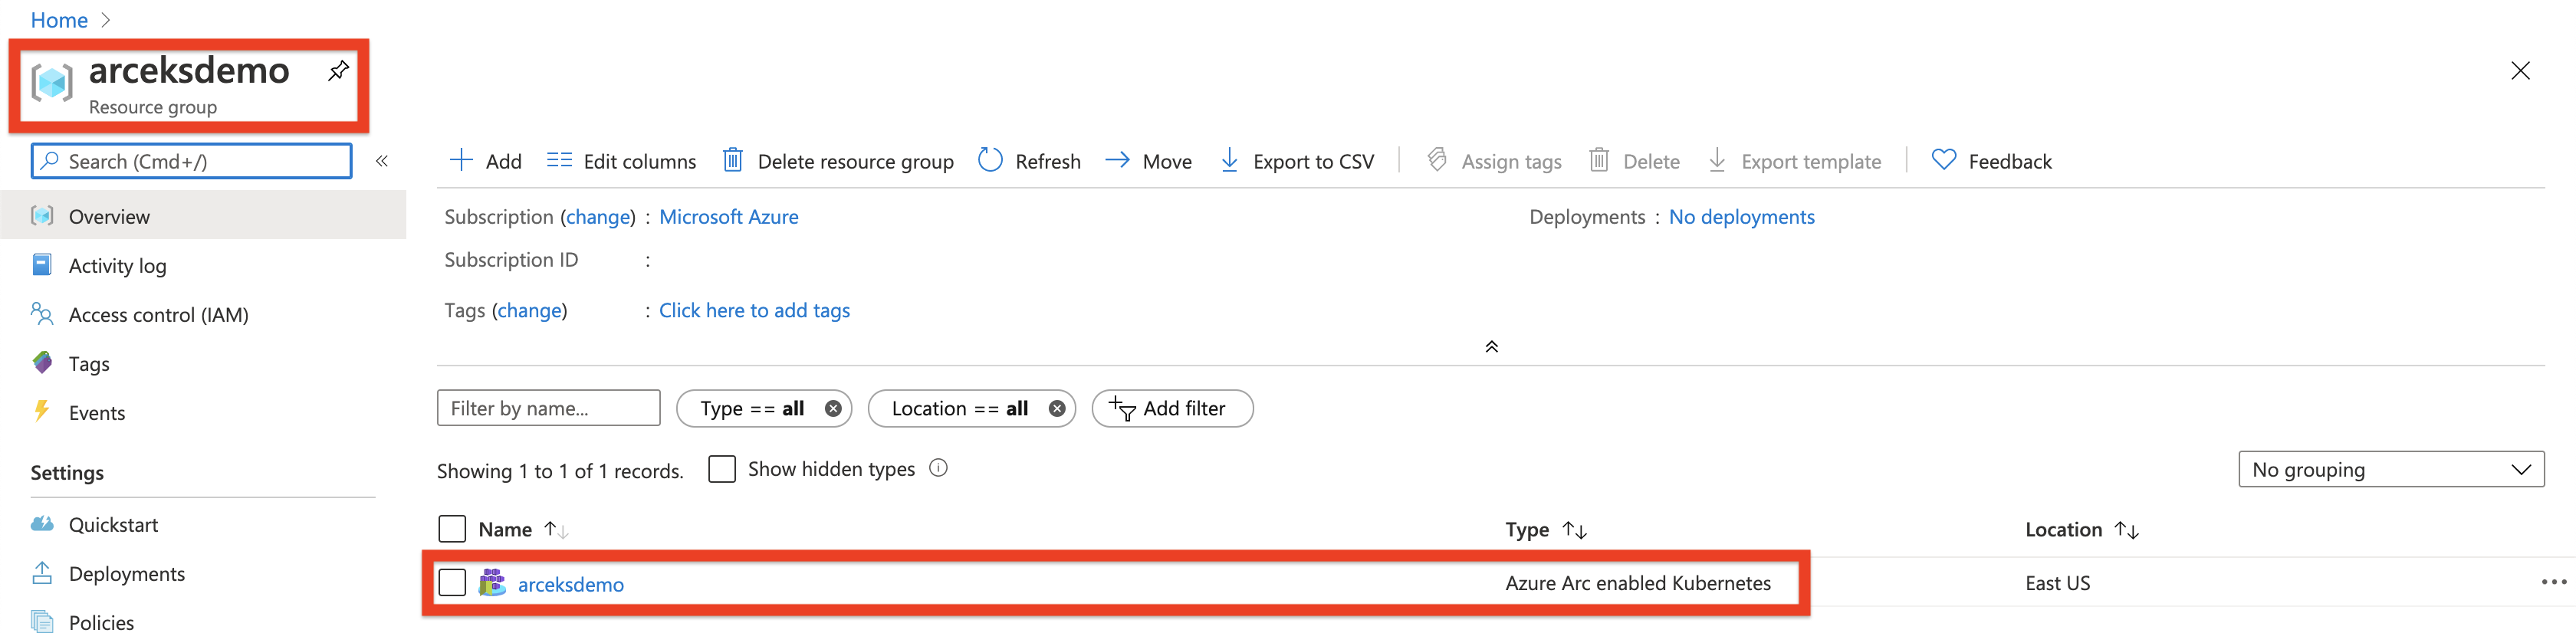 Home
arceksdemo
Resource group
Search (Cmd+/)
Add Edit columns Delete resource group Refresh Move Export to CSV Assign tags Delete Export template Feedback
Overview
Activity log
Access control (IAM)
Tags
Events
Settings
Quickstart
Deployments
Policies
Subscription (change) : Microsoft Azure
Deployments : No deployments
Subscription ID :
Tags (change) : Click here to add tags
Filter by name... Type == all Location == all Add filter
Showing 1 to 1 of 1 records. Show hidden types No grouping
Name Type Location
arceksdemo Azure Arc enabled Kubernetes East US